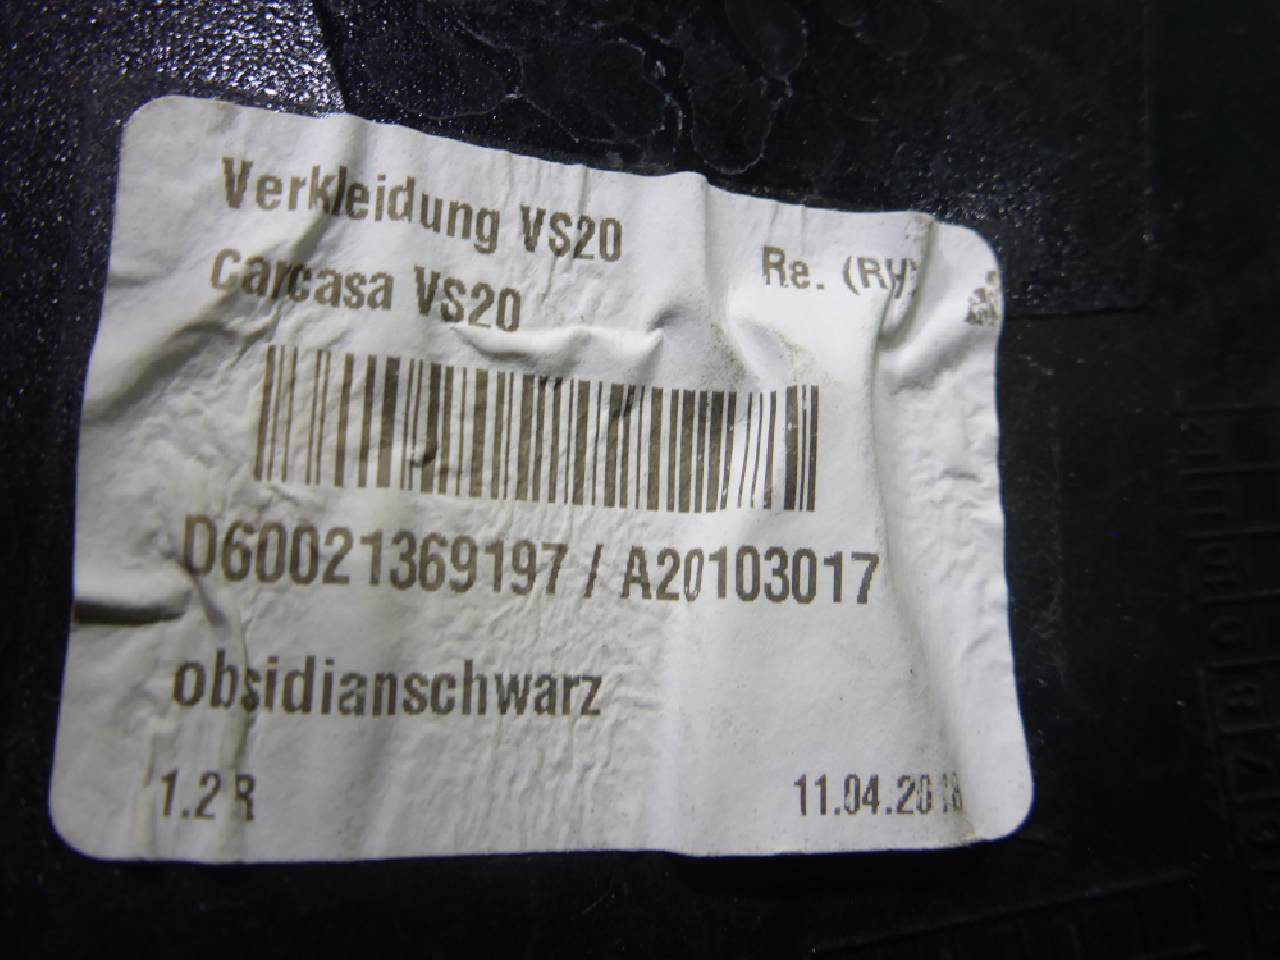 Verkleidung VS20
carcasa VS20
Re. (RH)
D60021369197 / A20103017
obsidianschwarz
1.2 R
11.04.2018